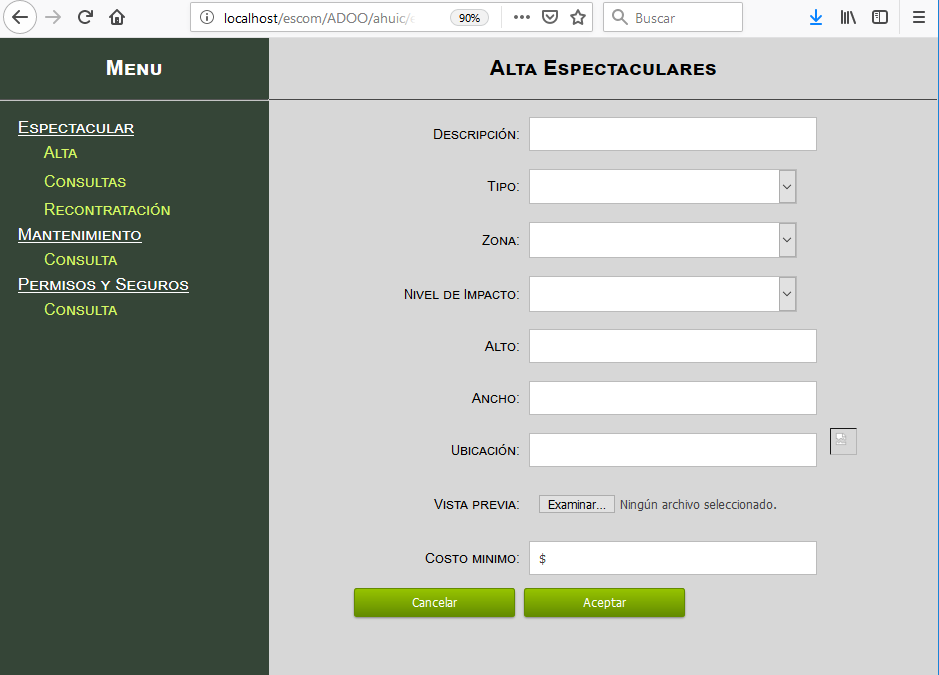 localhost/escom/ADOO/ahuic/
90%
Buscar
Menu
Alta Espectaculares
Espectacular
Alta
Consultas
Recontratación
Mantenimiento
Consulta
Permisos y Seguros
Consulta
Descripción:
Tipo:
Zona:
Nivel de Impacto:
Alto:
Ancho:
Ubicación:
Vista previa: Examinar... Ningún archivo seleccionado.
Costo minimo: $
Cancelar Aceptar